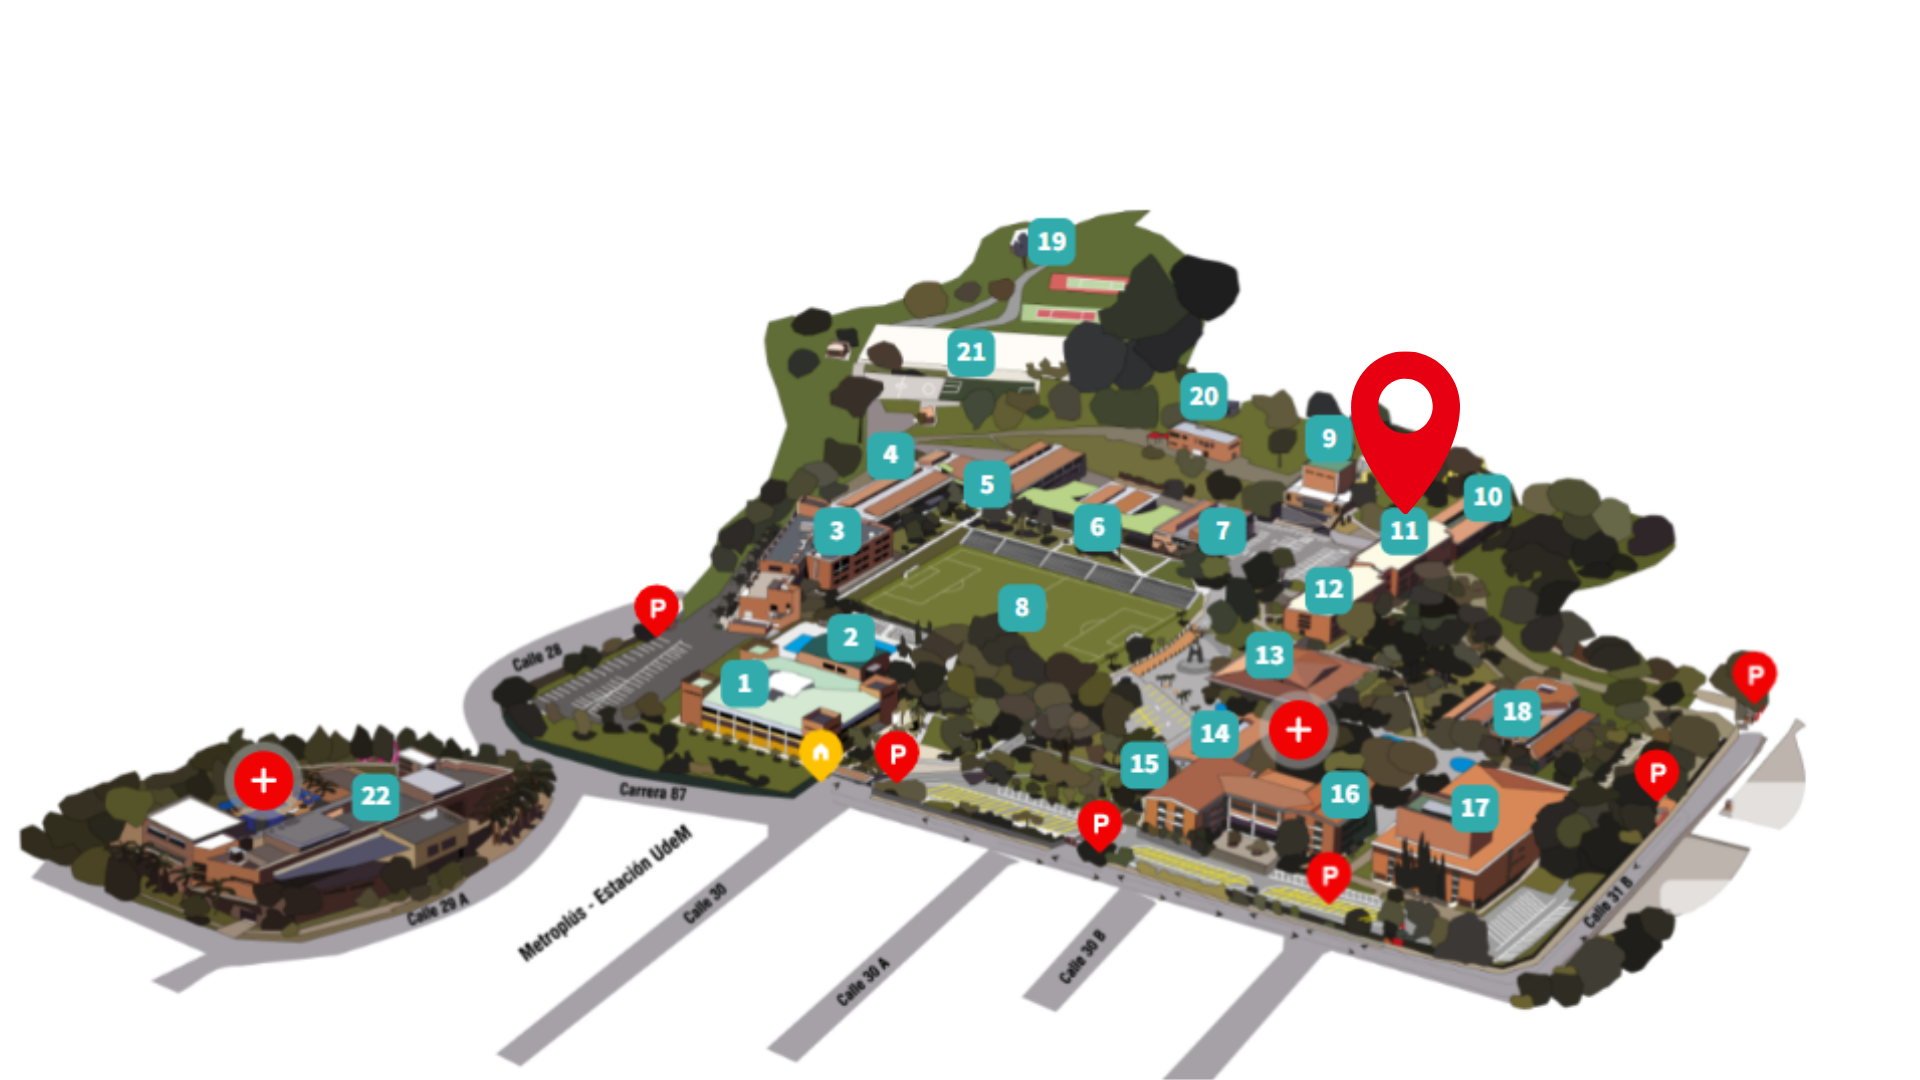 19
21
20
9
4
5
10
6
7
3
11
12
8
P
2
13
Calle 28
P
1
18
14
P
15
P
22
Carrera 87
16
17
P
Metroplús - Estación UdeM
P
Calle 30
Calle 29 A
Calle 31 B
Calle 30 B
Calle 30 A